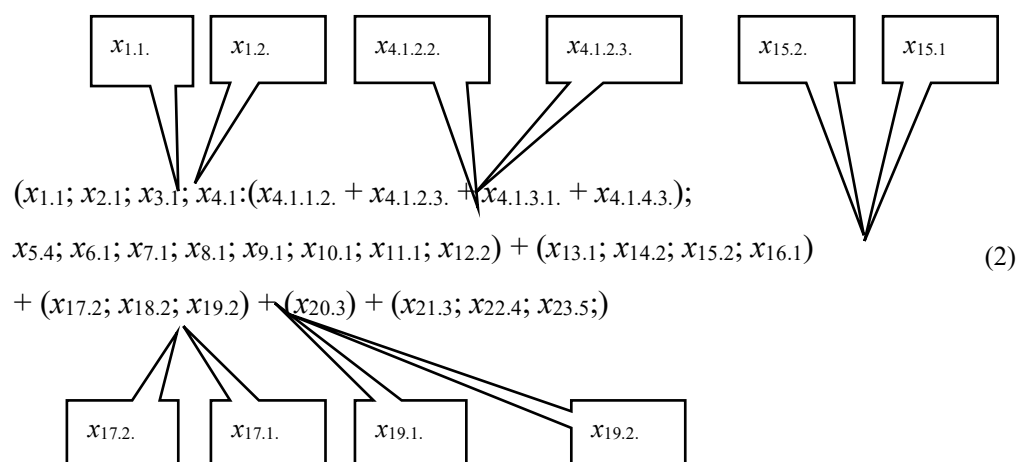 x1.1. x1.2. x4.1.2.2. x4.1.2.3. x15.2. x15.1
(x1.1; x2.1; x3.1; x4.1:(x4.1.1.2. + x4.1.2.3. + x4.1.3.1. + x4.1.4.3.);
x5.4; x6.1; x7.1; x8.1; x9.1; x10.1; x11.1; x12.2) + (x13.1; x14.2; x15.2; x16.1)
(2)
+ (x17.2; x18.2; x19.2) + (x20.3) + (x21.3; x22.4; x23.5;)
x17.2. x17.1. x19.1. x19.2.